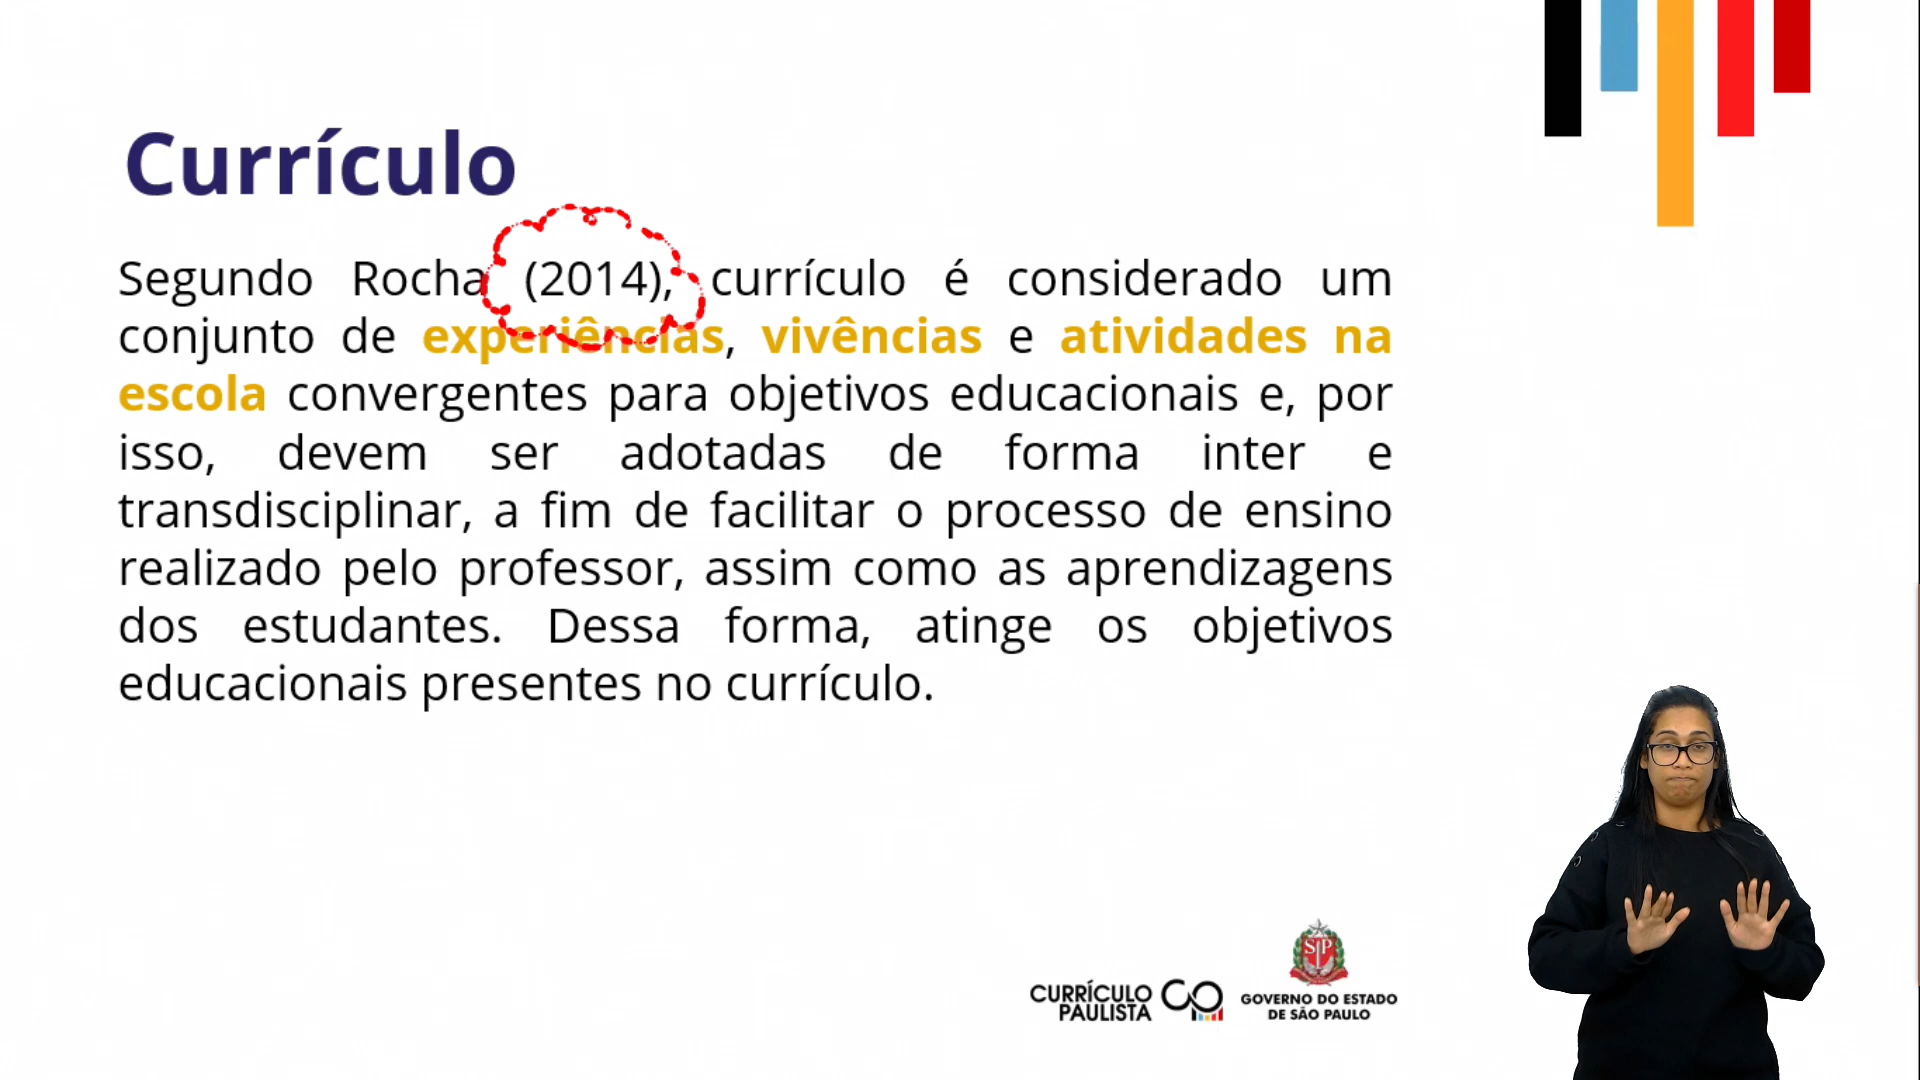 Currículo
Segundo Rocha (2014), currículo é considerado um
conjunto de experiências, vivências e atividades na
escola convergentes para objetivos educacionais e, por
isso, devem ser adotadas de forma inter e
transdisciplinar, a fim de facilitar o processo de ensino
realizado pelo professor, assim como as aprendizagens
dos estudantes. Dessa forma, atinge os objetivos
educacionais presentes no currículo.
CURRÍCULO
PAULISTA
SP
GOVERNO DO ESTADO
DE SÃO PAULO